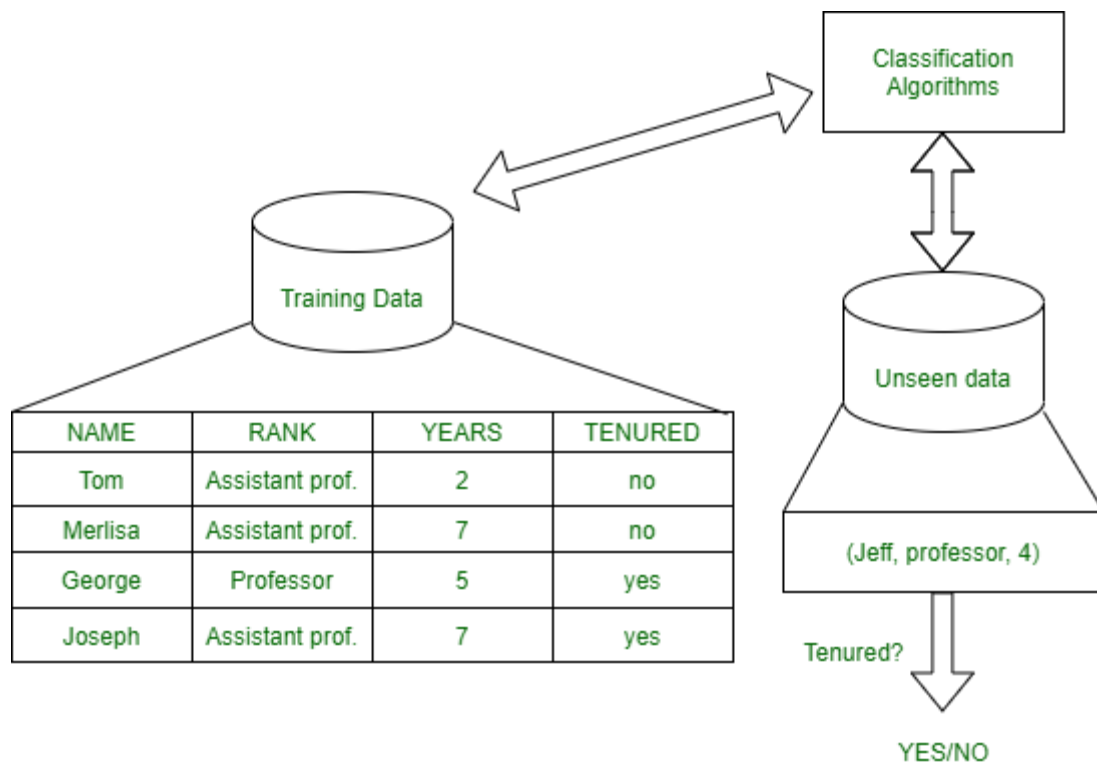 Classification
Algorithms
Training Data
Unseen data
NAME RANK YEARS TENURED
Tom Assistant prof. 2 no
Merlisa Assistant prof. 7 no
George Professor 5 yes
Joseph Assistant prof. 7 yes
(Jeff, professor, 4)
Tenured?
YES/NO